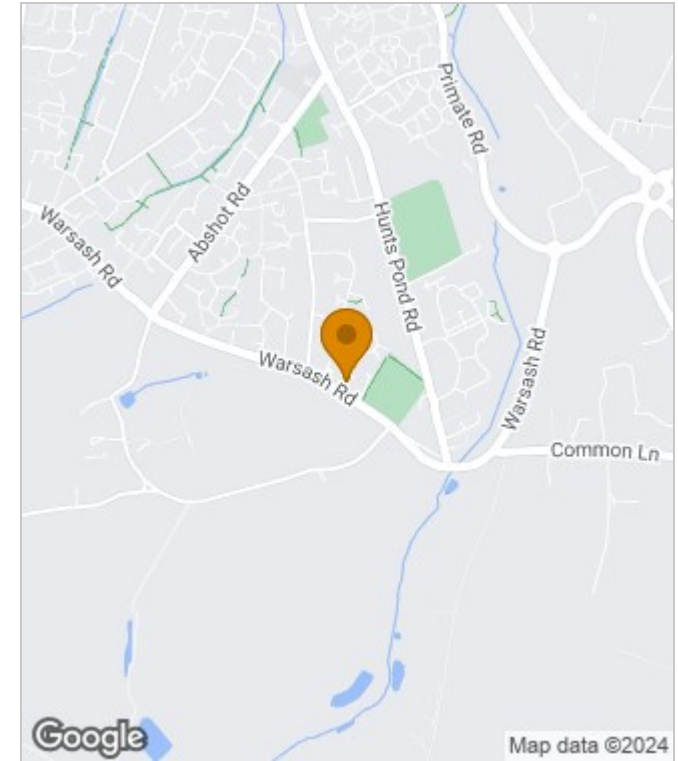 Primate Rd
Abshot Rd
Warsash Rd
Hunts Pond Rd
Warsash Rd
Warsash Rd
Common Ln
Google
Map data ©2024